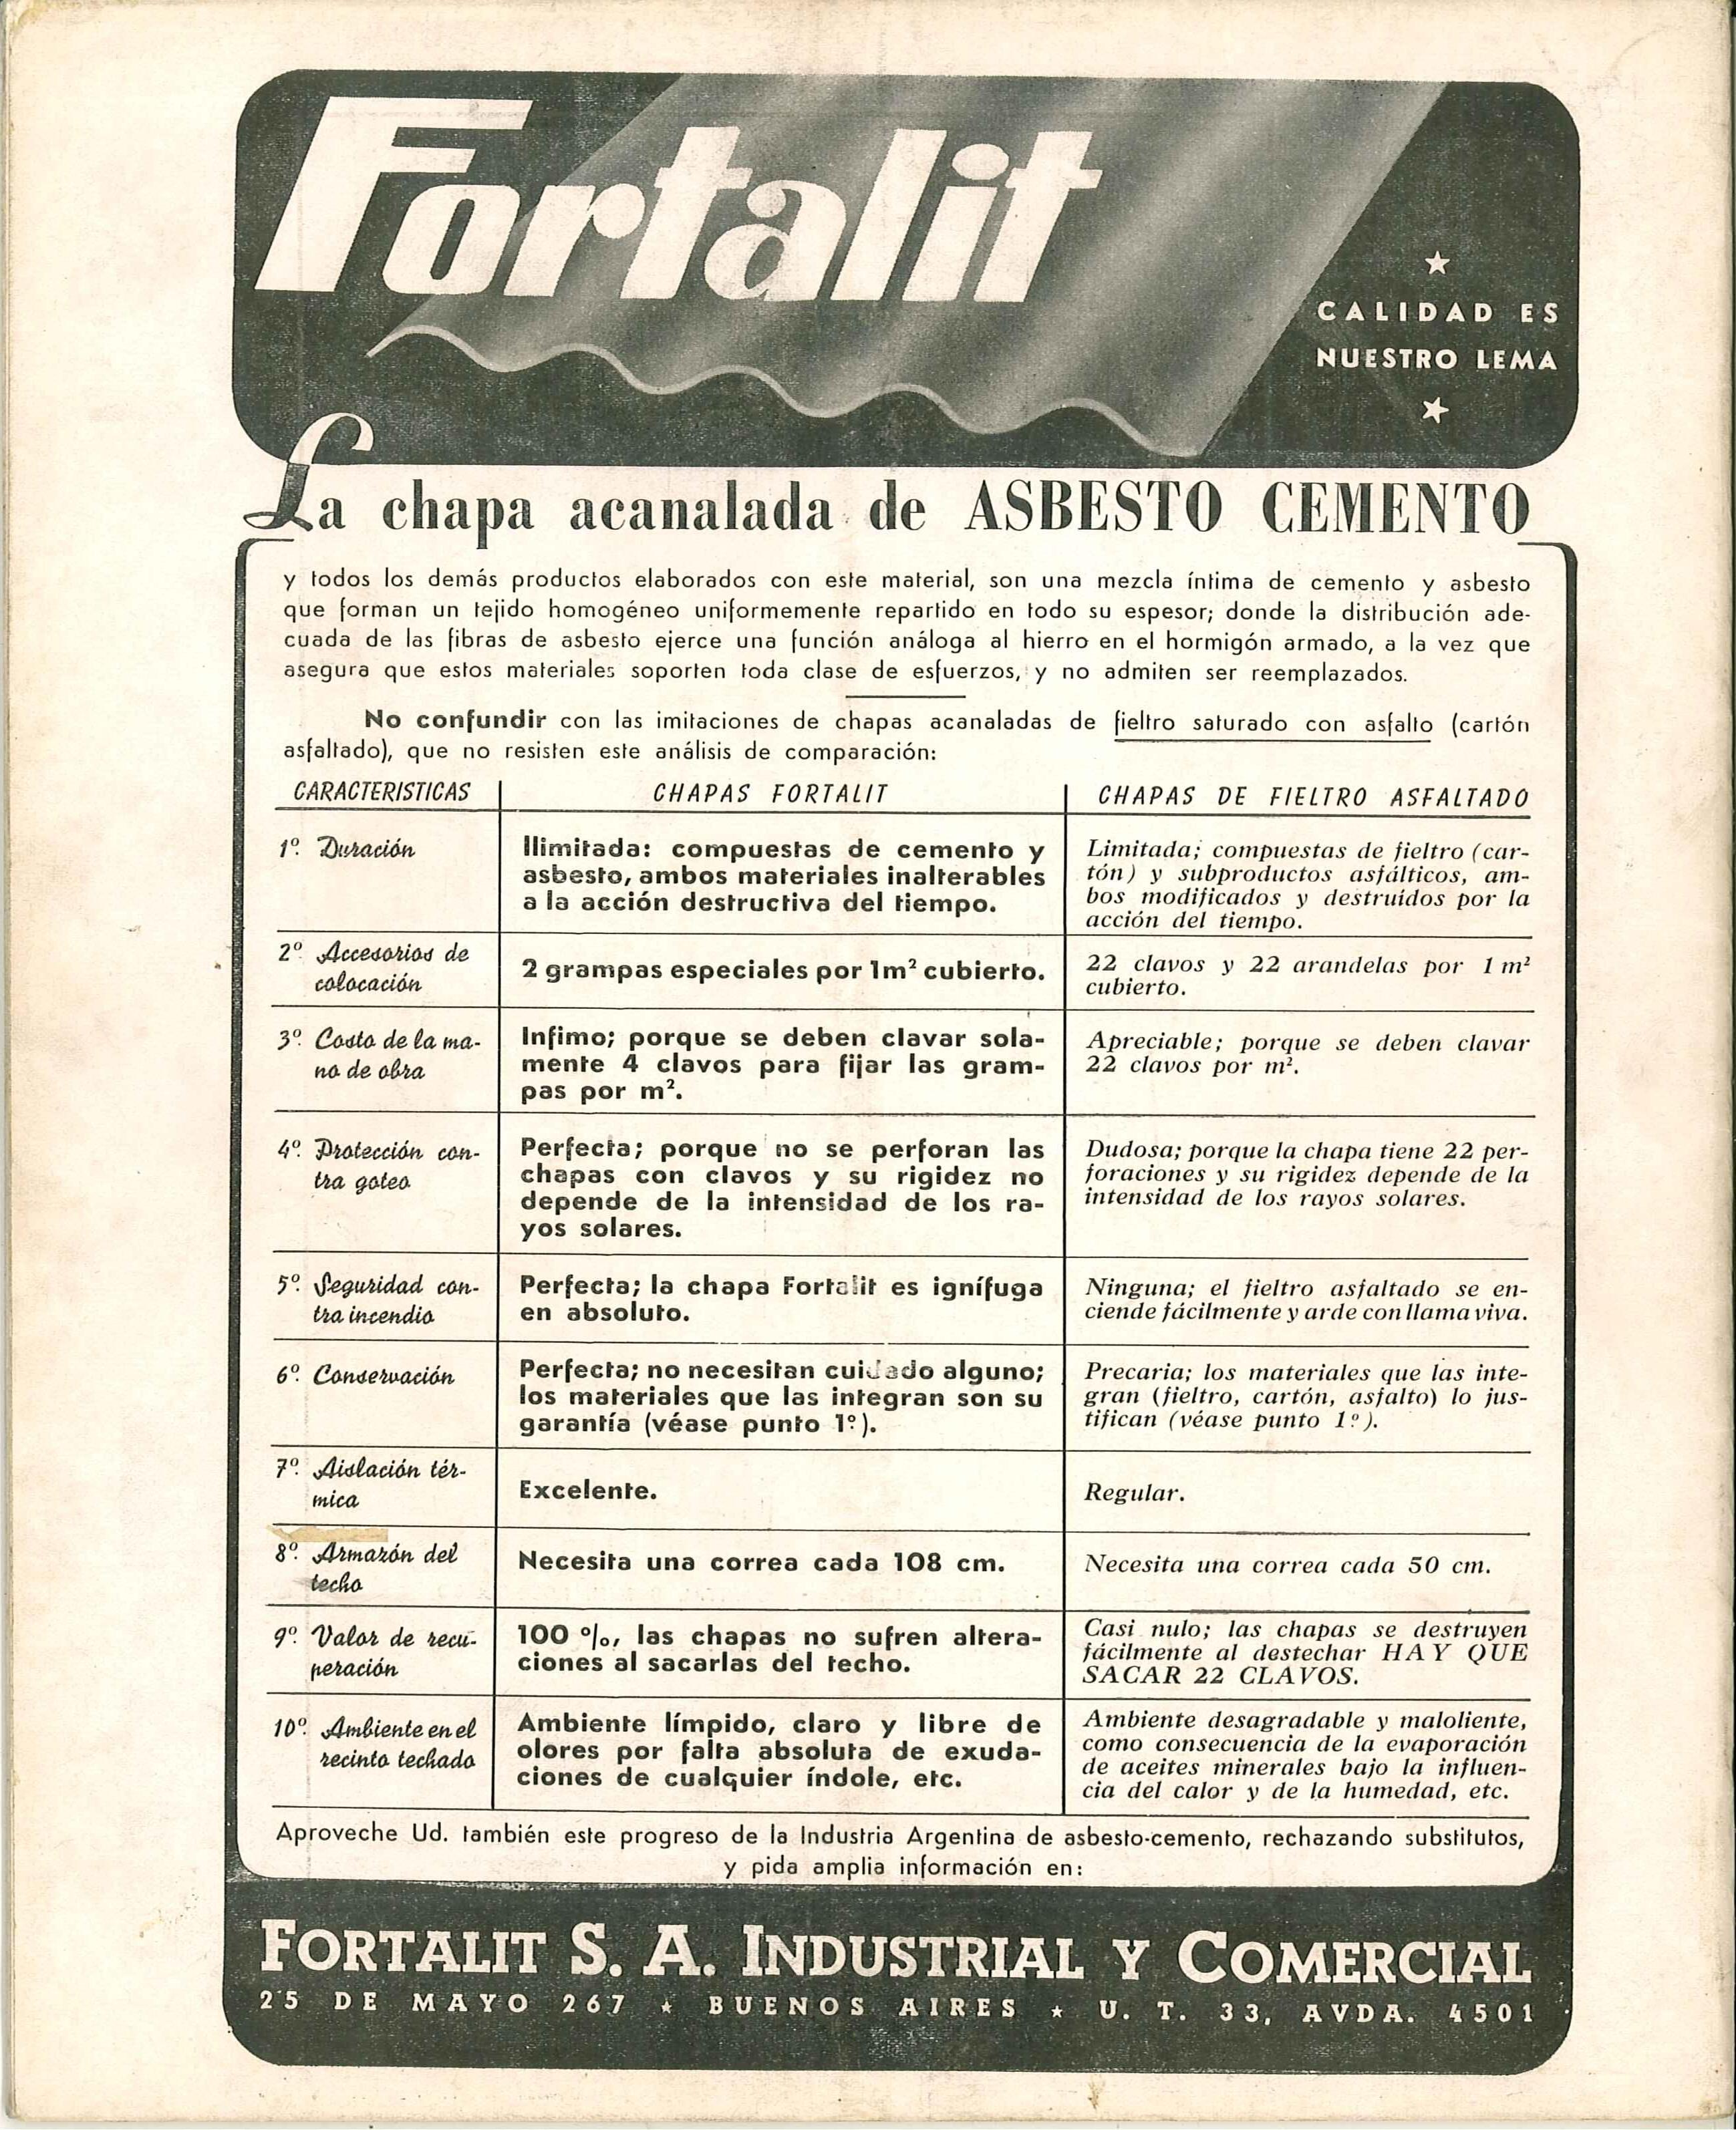 Fortalit
★
CALIDAD ES
NUESTRO LEMA
★
La chapa acanalada de ASBESTO CEMENTO
y todos los demás productos elaborados con este material, son una mezcla íntima de cemento y asbesto
que forman un tejido homogéneo uniformemente repartido en todo su espesor; donde la distribución ade-
cuada de las fibras de asbesto ejerce una función análoga al hierro en el hormigón armado, a la vez que
asegura que estos materiales soporten toda clase de esfuerzos, y no admiten ser reemplazados.
No confundir con las imitaciones de chapas acanaladas de fieltro saturado con asfalto (cartón
asfaltado), que no resisten este análisis de comparación:
CARACTERISTICAS
CHAPAS FORTALIT
CHAPAS DE FIELTRO ASFALTADO
1º. Duración
Ilimitada: compuestas de cemento y
asbesto, ambos materiales inalterables
a la acción destructiva del tiempo.
Limitada; compuestas de fieltro (car-
tón) y subproductos asfálticos, am-
bos modificados y destruídos por la
acción del tiempo.
2º. Accesorios de
colocación
2 grampas especiales por 1m² cubierto.
22 clavos y 22 arandelas por 1 m²
cubierto.
3º. Costo de la ma-
no de obra
Infimo; porque se deben clavar sola-
mente 4 clavos para fijar las gram-
pas por m².
Apreciable; porque se deben clavar
22 clavos por m².
4º. Protección con-
tra goteo
Perfecta; porque no se perforan las
chapas con clavos y su rigidez no
depende de la intensidad de los ra-
yos solares.
Dudosa; porque la chapa tiene 22 per-
foraciones y su rigidez depende de la
intensidad de los rayos solares.
5º. Seguridad con-
tra incendio
Perfecta; la chapa Fortalit es ignífuga
en absoluto.
Ninguna; el fieltro asfaltado se en-
ciende fácilmente y arde con llama viva.
6º. Conservación
Perfecta; no necesitan cuidado alguno;
los materiales que las integran son su
garantía (véase punto 1º).
Precaria; los materiales que las inte-
gran (fieltro, cartón, asfalto) lo jus-
tifican (véase punto 1º).
7º. Aislación tér-
mica
Excelente.
Regular.
8º. Armazón del
techo
Necesita una correa cada 108 cm.
Necesita una correa cada 50 cm.
9º. Valor de recu-
peración
100 %, las chapas no sufren altera-
ciones al sacarlas del techo.
Casi nulo; las chapas se destruyen
fácilmente al destechar HAY QUE
SACAR 22 CLAVOS.
10º. Ambiente en el
recinto techado
Ambiente límpido, claro y libre de
olores por falta absoluta de exuda-
ciones de cualquier índole, etc.
Ambiente desagradable y maloliente,
como consecuencia de la evaporación
de aceites minerales bajo la influen-
cia del calor y de la humedad, etc.
Aproveche Ud. también este progreso de la Industria Argentina de asbesto-cemento, rechazando substitutos,
y pida amplia información en:
FORTALIT S. A. INDUSTRIAL Y COMERCIAL
25 DE MAYO 267 ★ BUENOS AIRES ★ U. T. 33, AVDA. 4501